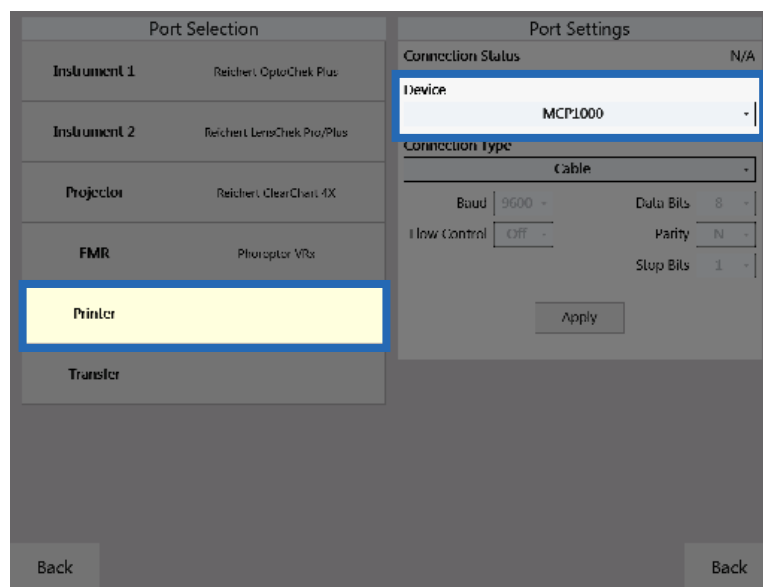 Port Selection
Instrument 1 Reichert OptoChek Plus
Instrument 2 Reichert LensChek Pro/Plus
Projector Reichert ClearChart 4X
EMR Phoroptor VRx
Printer
Transfer
Back
Port Settings
Connection Status N/A
Device
MCP1000
Connection Type
Cable
Baud 9600 Data Bits 8
Flow Control Off Parity N
Stop Bits 1
Apply
Back